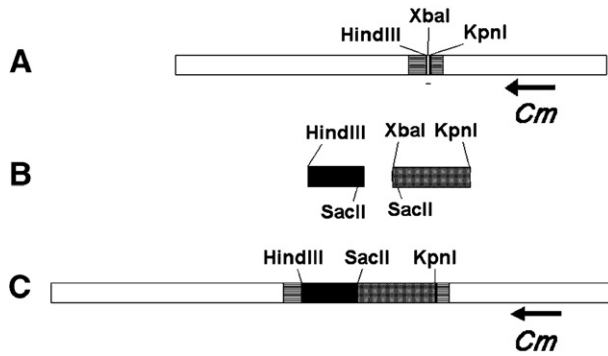 XbaI
HindIII KpnI
A
Cm
HindIII XbaI KpnI
B
SacII SacII
HindIII SacII KpnI
C
Cm